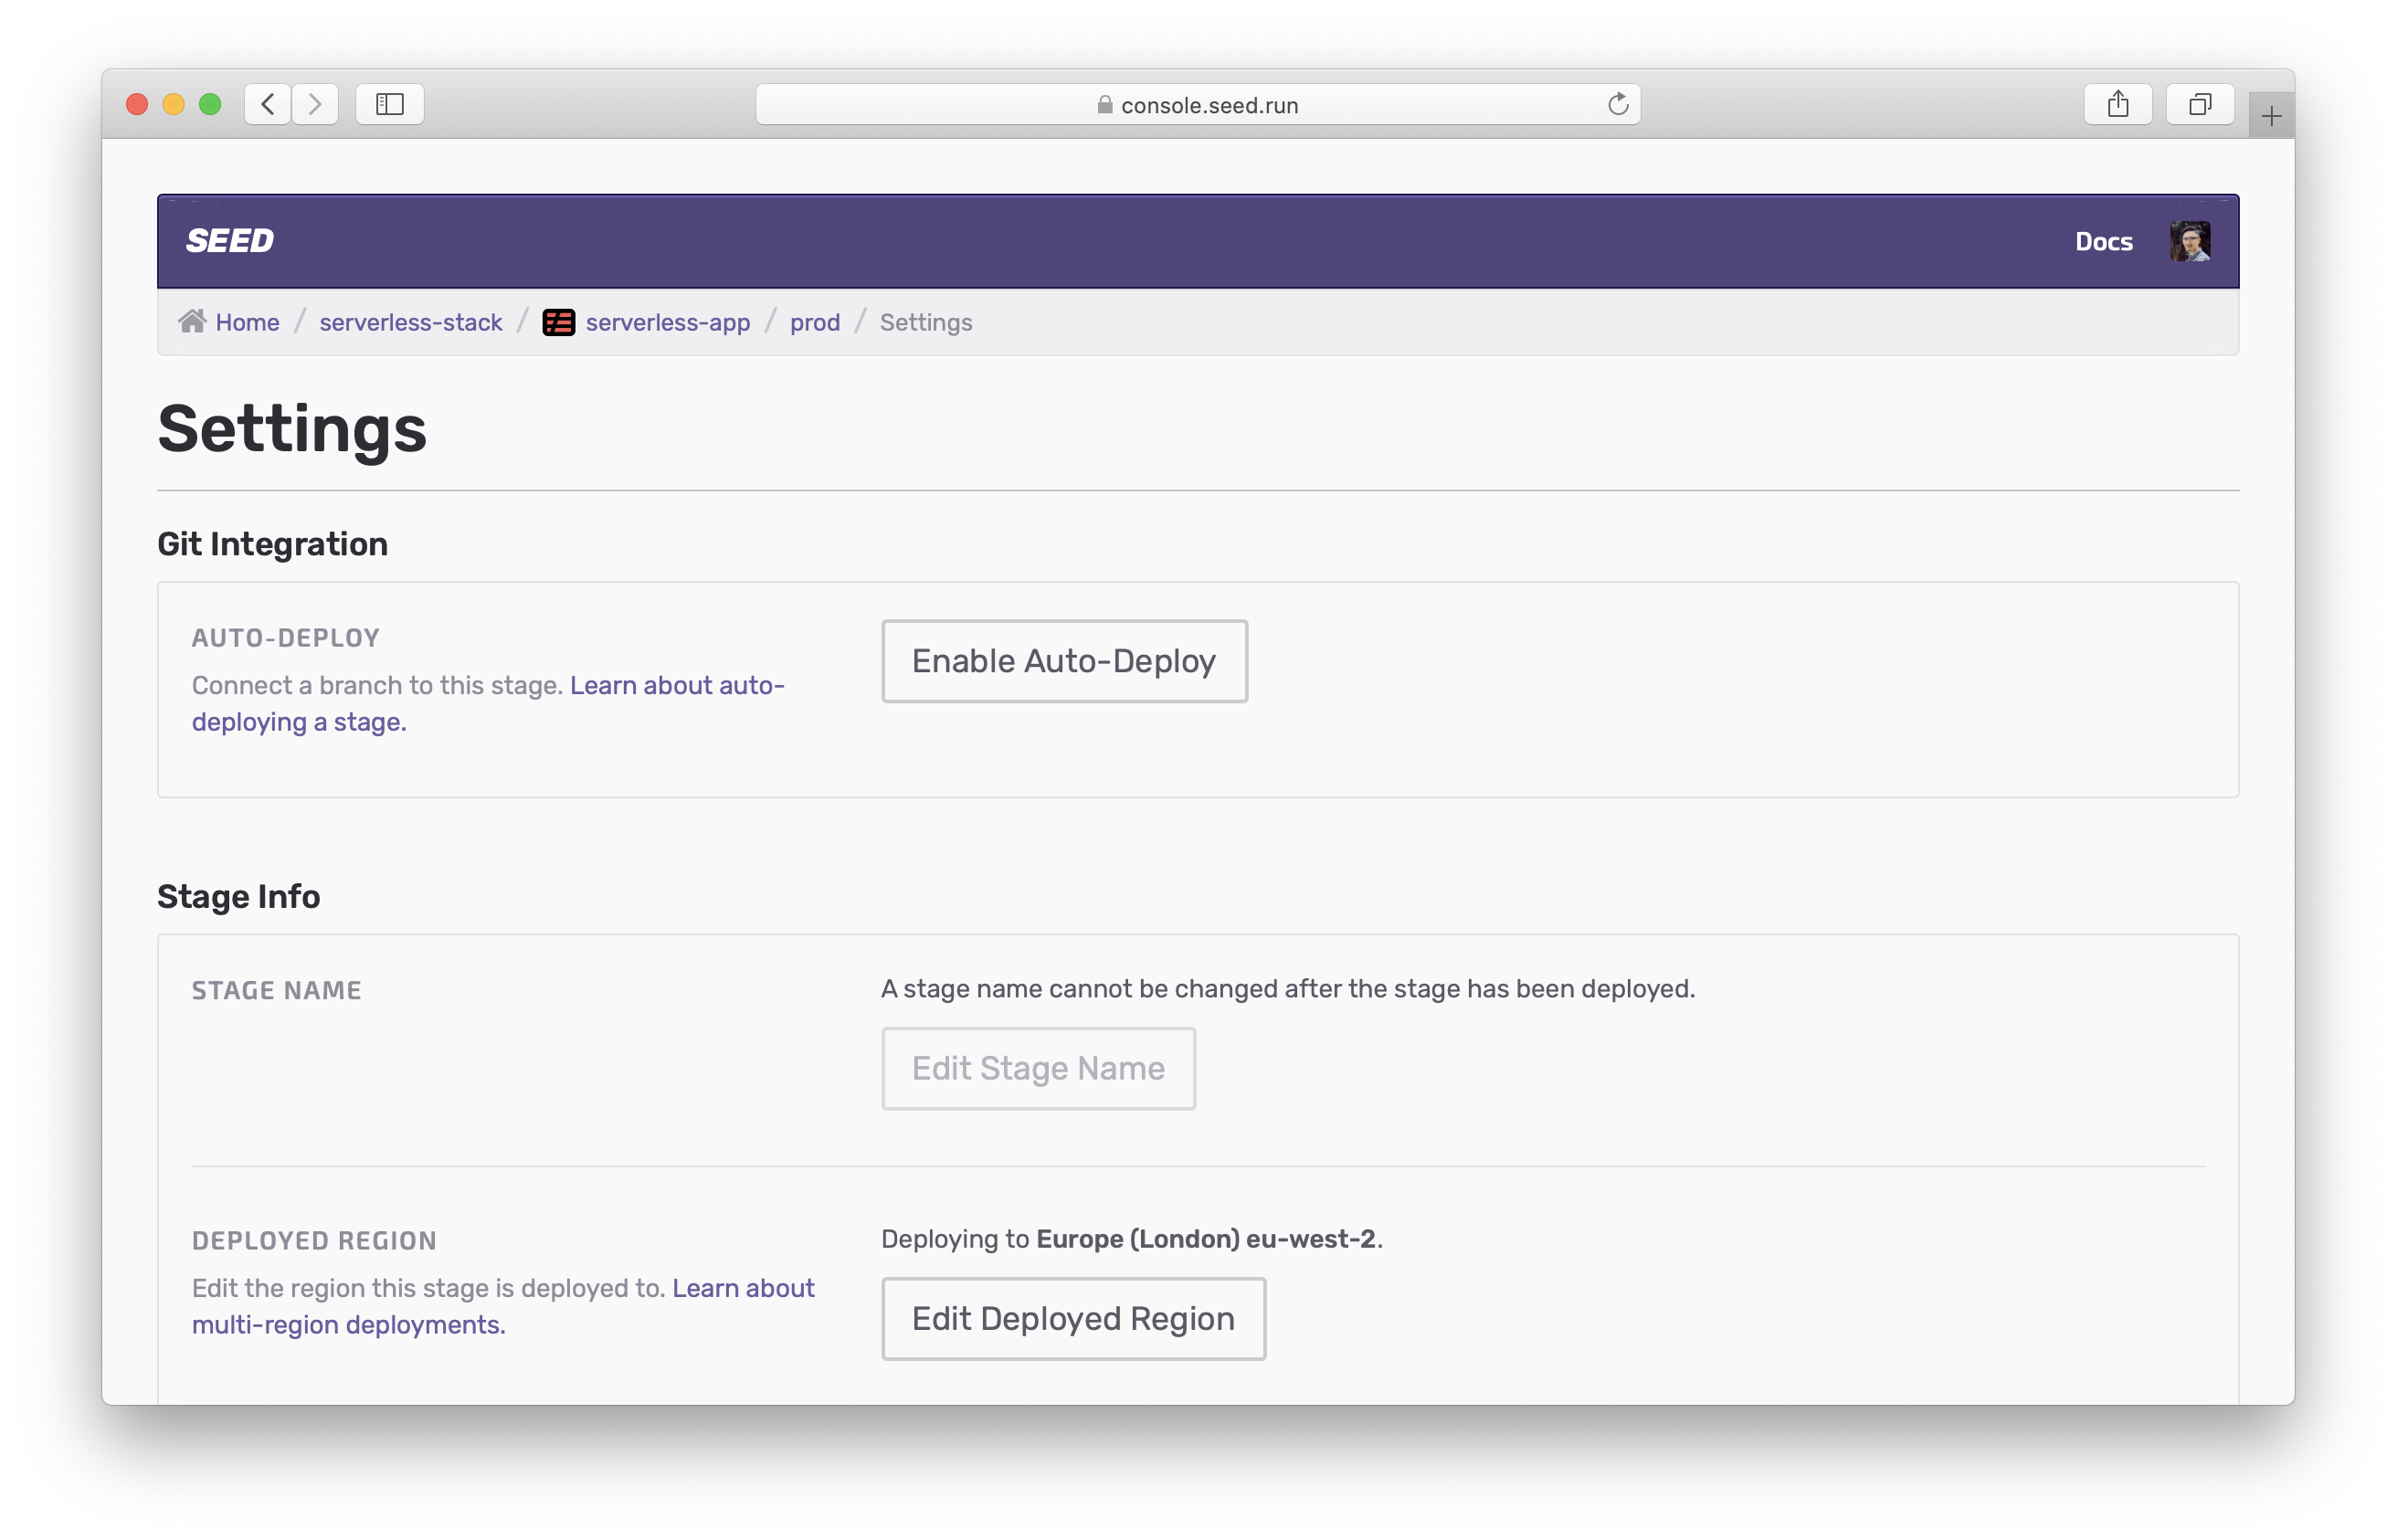 console.seed.run
SEED
Docs
Home / serverless-stack / serverless-app / prod / Settings
Settings
Git Integration
AUTO-DEPLOY
Connect a branch to this stage. Learn about auto-
deploying a stage.
Enable Auto-Deploy
Stage Info
STAGE NAME
A stage name cannot be changed after the stage has been deployed.
Edit Stage Name
DEPLOYED REGION
Edit the region this stage is deployed to. Learn about
multi-region deployments.
Deploying to Europe (London) eu-west-2.
Edit Deployed Region